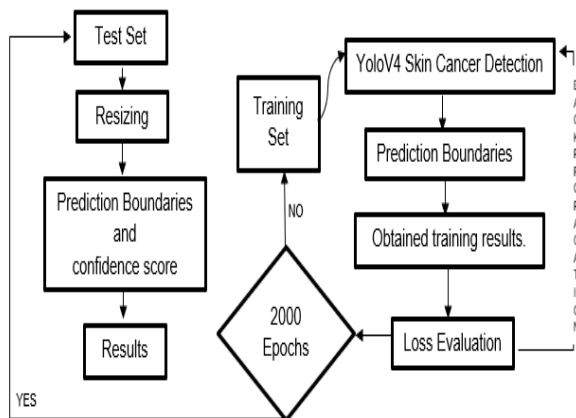 Test Set
Resizing
Prediction Boundaries
and
confidence score
Results
YES
Training
Set
NO
2000
Epochs
YoloV4 Skin Cancer Detection
Prediction Boundaries
Obtained training results.
Loss Evaluation
BACKPROPAGATION